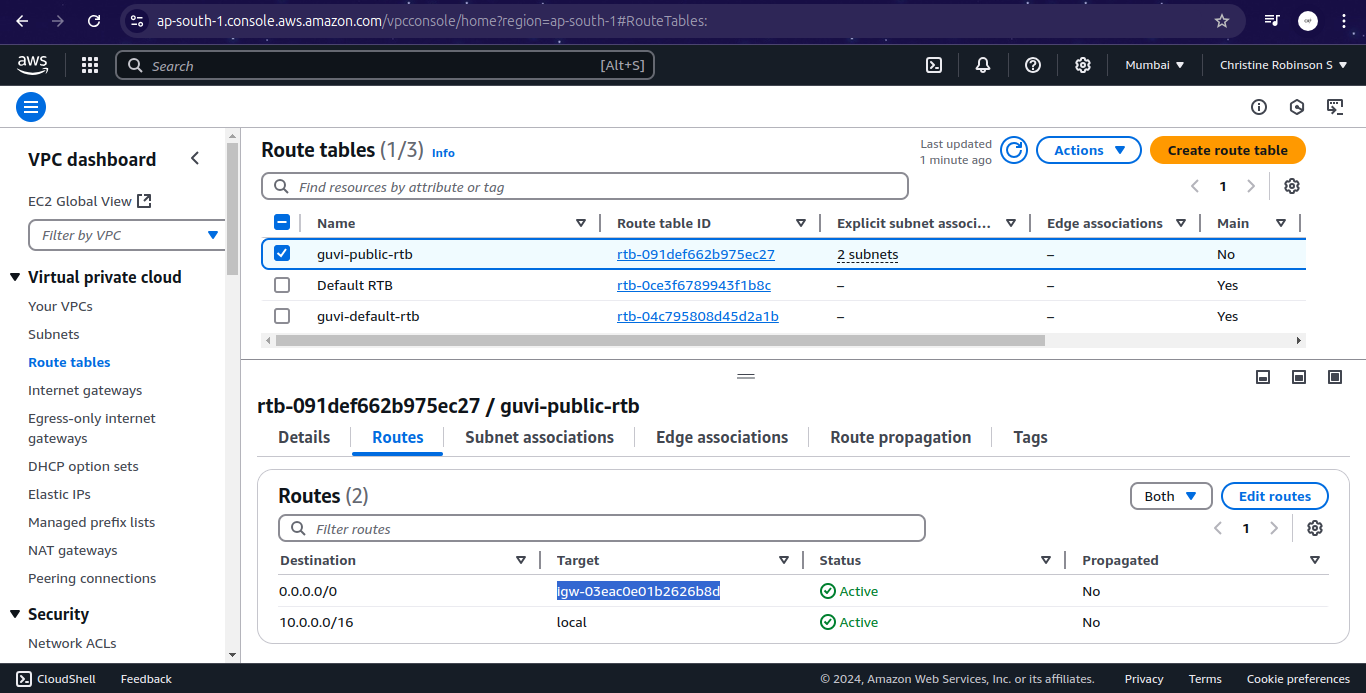 ap-south-1.console.aws.amazon.com/vpcconsole/home?region=ap-south-1#RouteTables:
aws Search [Alt+S] Mumbai Christine Robinson S
VPC dashboard
EC2 Global View
Filter by VPC
Virtual private cloud
Your VPCs
Subnets
Route tables
Internet gateways
Egress-only internet
gateways
DHCP option sets
Elastic IPs
Managed prefix lists
NAT gateways
Peering connections
Security
Network ACLs
Route tables (1/3) Info
Last updated
1 minute ago
Actions
Create route table
Find resources by attribute or tag
1
Name Route table ID Explicit subnet associ... Edge associations Main
guvi-public-rtb rtb-091def662b975ec27 2 subnets – No
Default RTB rtb-0ce3f6789943f1b8c – – Yes
guvi-default-rtb rtb-04c795808d45d2a1b – – Yes
rtb-091def662b975ec27 / guvi-public-rtb
Details Routes Subnet associations Edge associations Route propagation Tags
Routes (2) Both Edit routes
Filter routes
1
Destination Target Status Propagated
0.0.0.0/0 igw-03eac0e01b2626b8d Active No
10.0.0.0/16 local Active No
CloudShell Feedback © 2024, Amazon Web Services, Inc. or its affiliates. Privacy Terms Cookie preferences